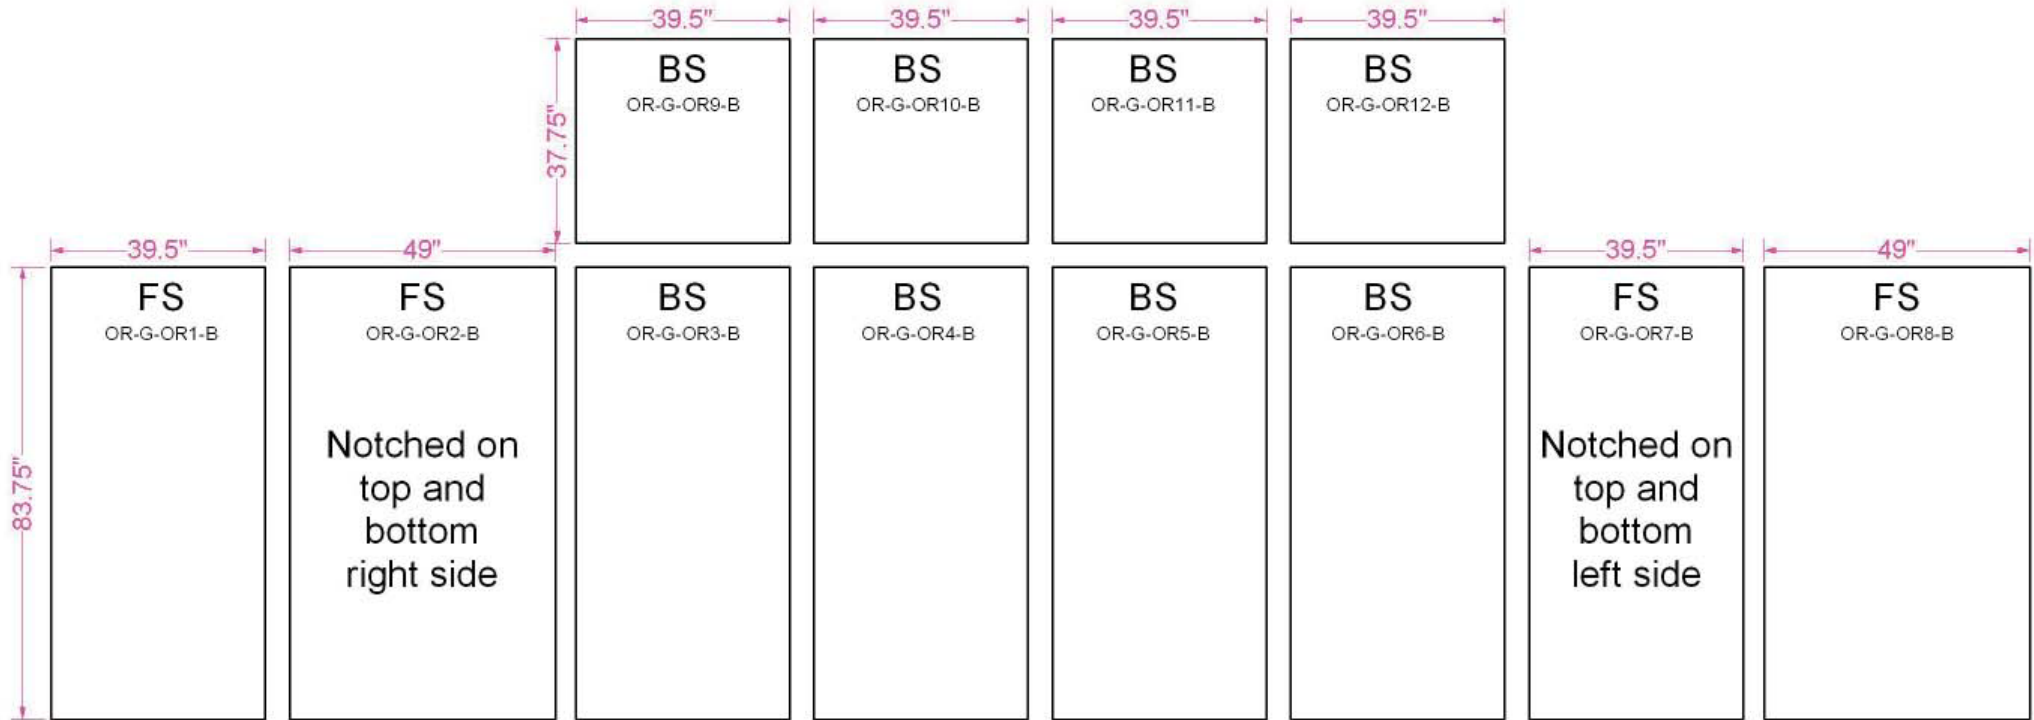 39.5" 39.5" 39.5" 39.5"
37.75"
BS BS BS BS
OR-G-OR9-B OR-G-OR10-B OR-G-OR11-B OR-G-OR12-B
39.5" 49" 39.5" 49"
83.75"
FS FS BS BS BS BS FS FS
OR-G-OR1-B OR-G-OR2-B OR-G-OR3-B OR-G-OR4-B OR-G-OR5-B OR-G-OR6-B OR-G-OR7-B OR-G-OR8-B
Notched on
top and
bottom
right side
Notched on
top and
bottom
left side